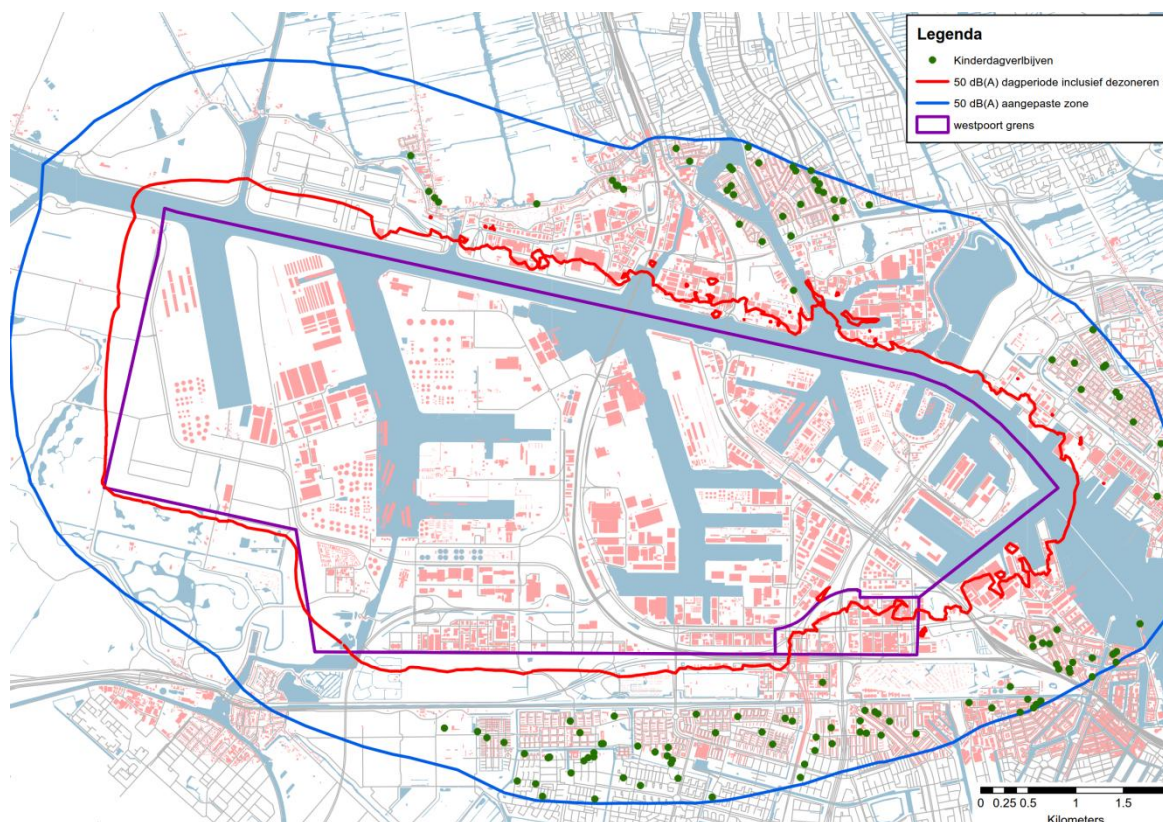 Legenda
Kinderdagverlbijven
50 dB(A) dagperiode inclusief dezoneren
50 dB(A) aangepaste zone
westpoort grens
0 0.25 0.5 1 1.5
Kilometers